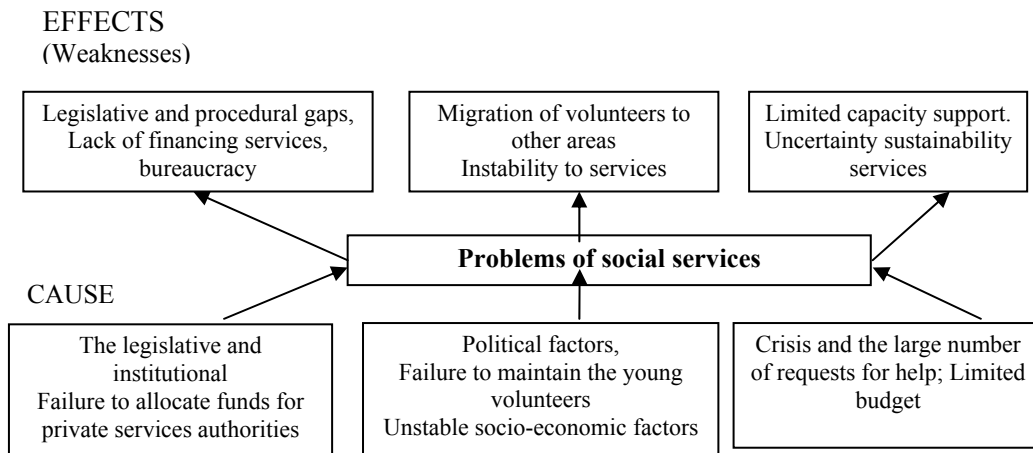 EFFECTS
(Weaknesses)
Legislative and procedural gaps,
Lack of financing services,
bureaucracy
Migration of volunteers to
other areas
Instability to services
Limited capacity support.
Uncertainty sustainability
services
Problems of social services
CAUSE
The legislative and
institutional
Failure to allocate funds for
private services authorities
Political factors,
Failure to maintain the young
volunteers
Unstable socio-economic factors
Crisis and the large number
of requests for help; Limited
budget